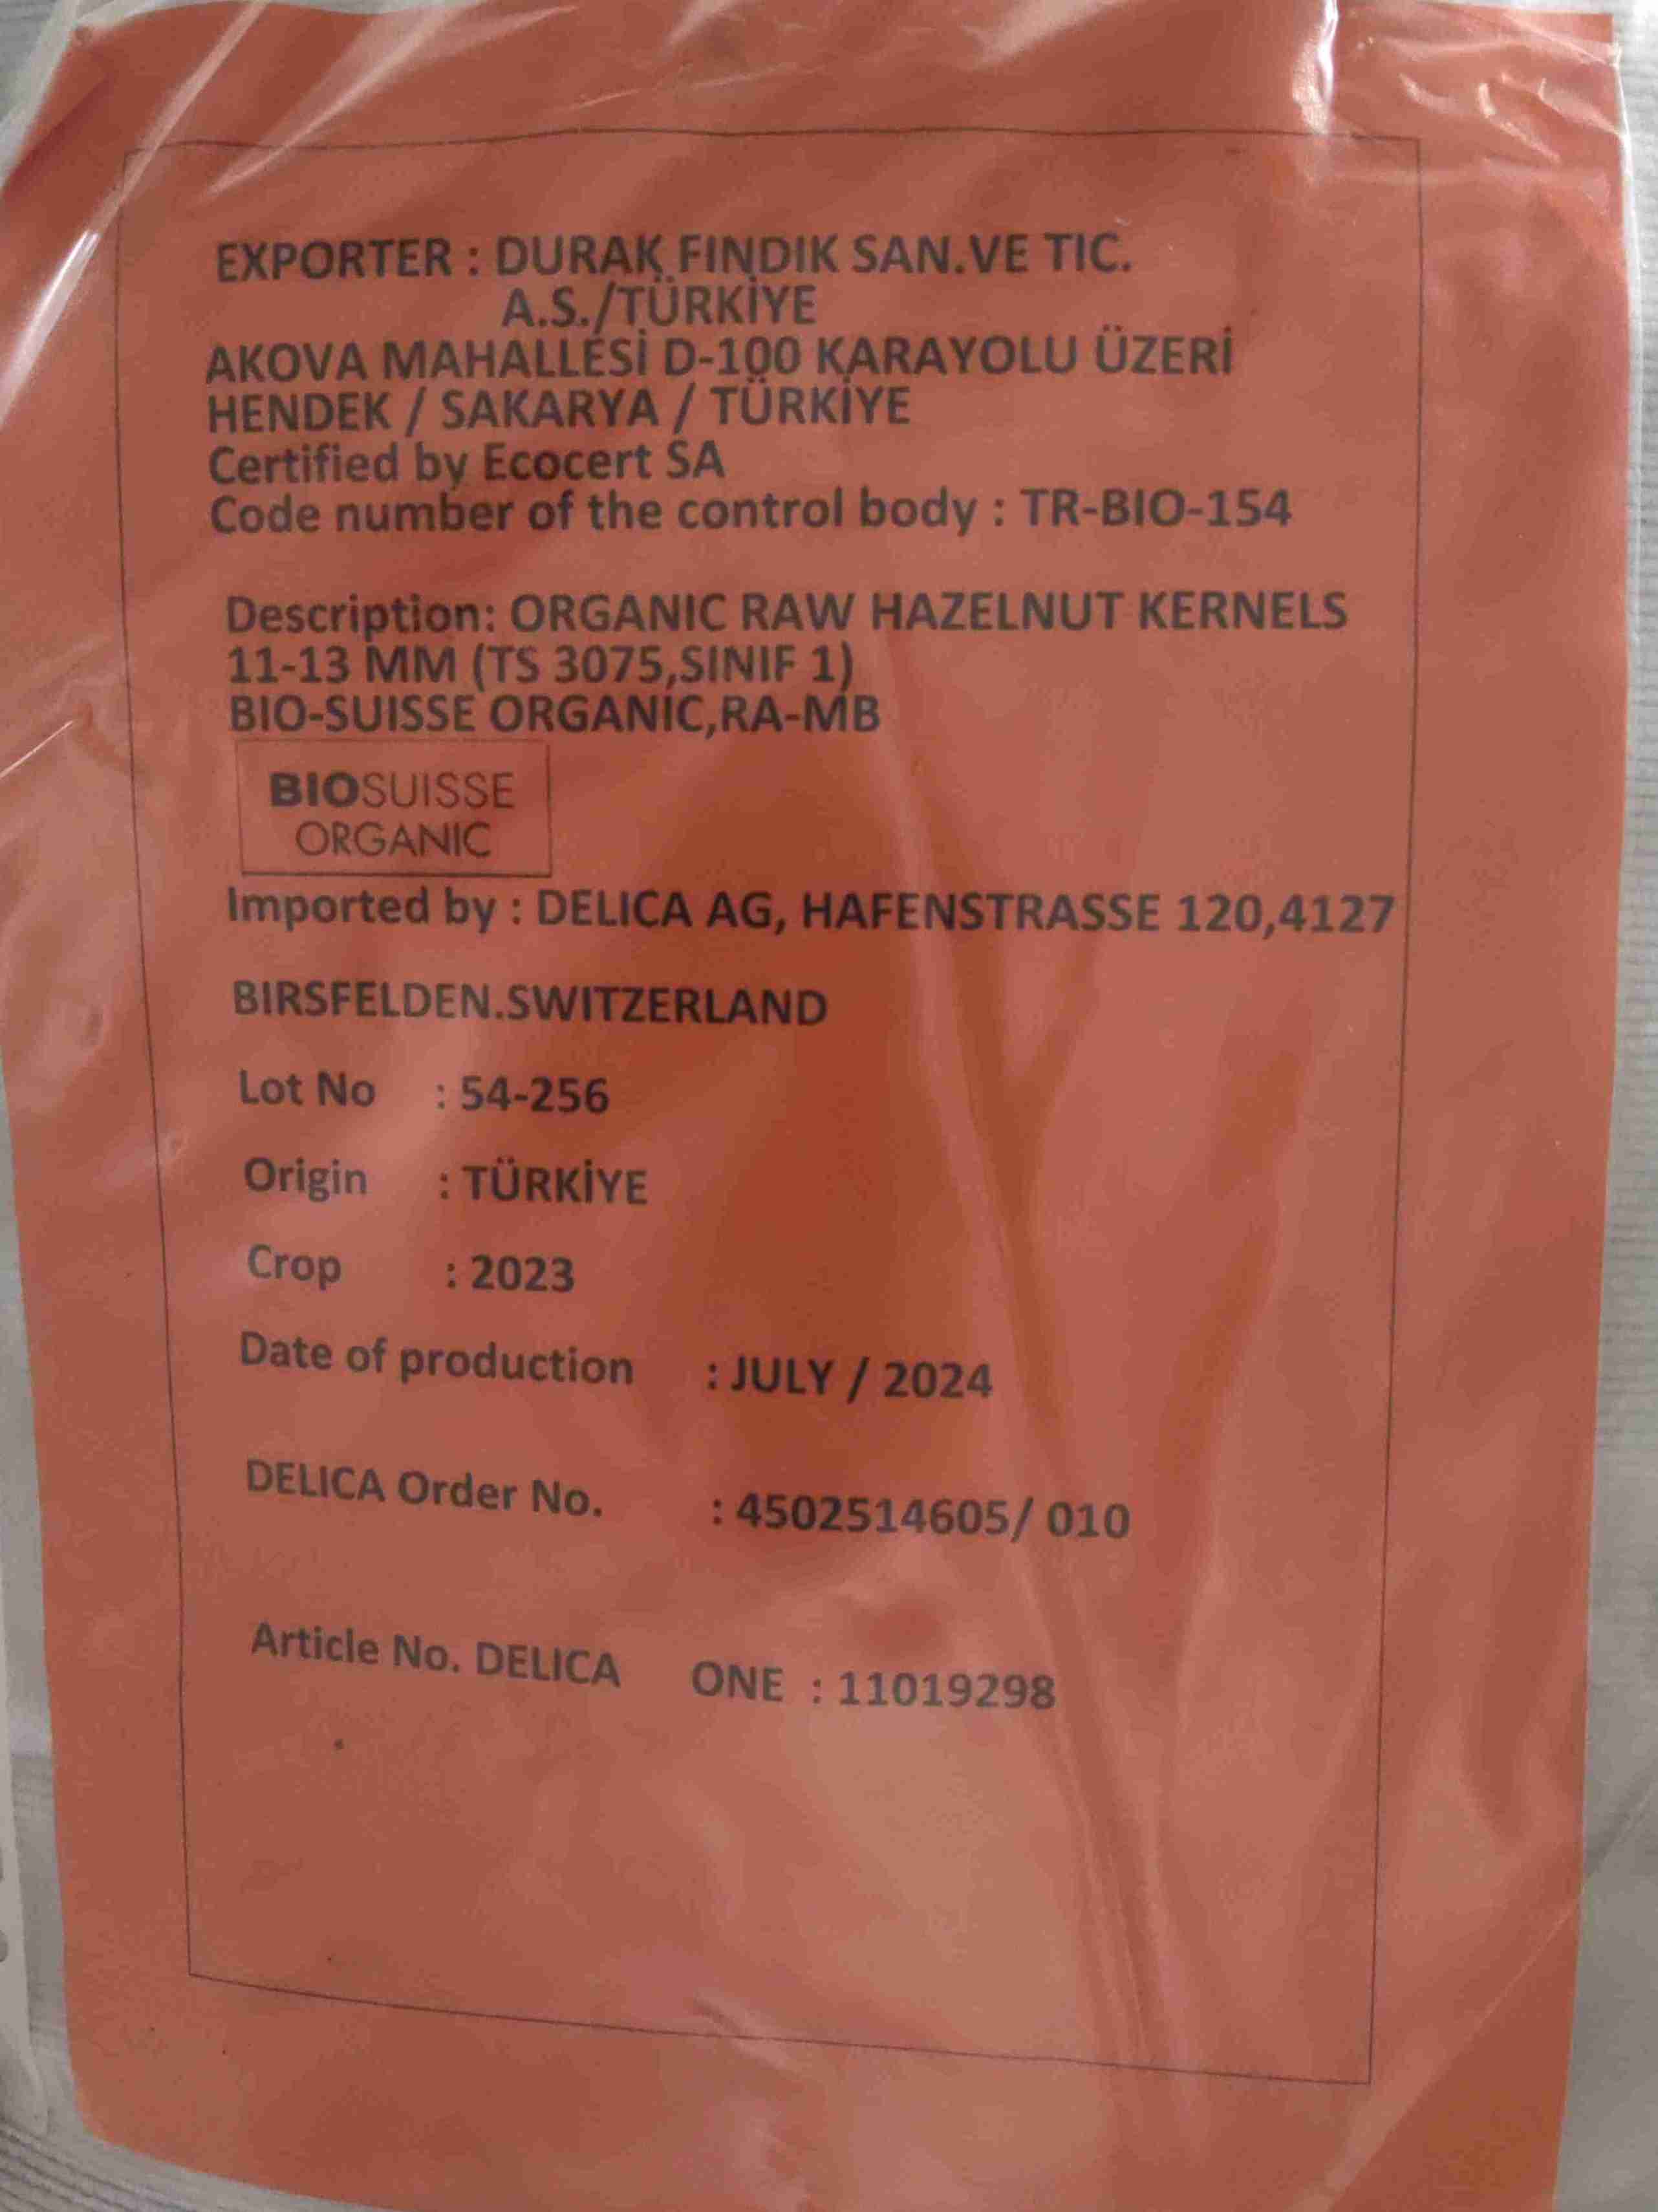 EXPORTER : DURAK FINDIK SAN.VE TIC.
A.S./TÜRKİYE
AKOVA MAHALLESİ D-100 KARAYOLU ÜZERİ
HENDEK / SAKARYA / TÜRKİYE
Certified by Ecocert SA
Code number of the control body : TR-BIO-154
Description: ORGANIC RAW HAZELNUT KERNELS
11-13 MM (TS 3075,SINIF 1)
BIO-SUISSE ORGANIC,RA-MB
BIOSUISSE
ORGANIC
Imported by : DELICA AG, HAFENSTRASSE 120,4127
BIRSFELDEN.SWITZERLAND
Lot No : 54-256
Origin : TÜRKİYE
Crop : 2023
Date of production : JULY / 2024
DELICA Order No. : 4502514605/ 010
Article No. DELICA ONE : 11019298